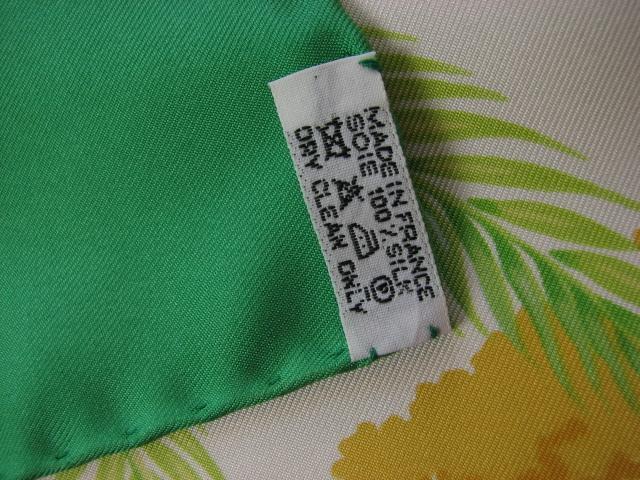 MADE IN FRANCE
SOIE 100% SILK
P
DRY CLEAN ONLY